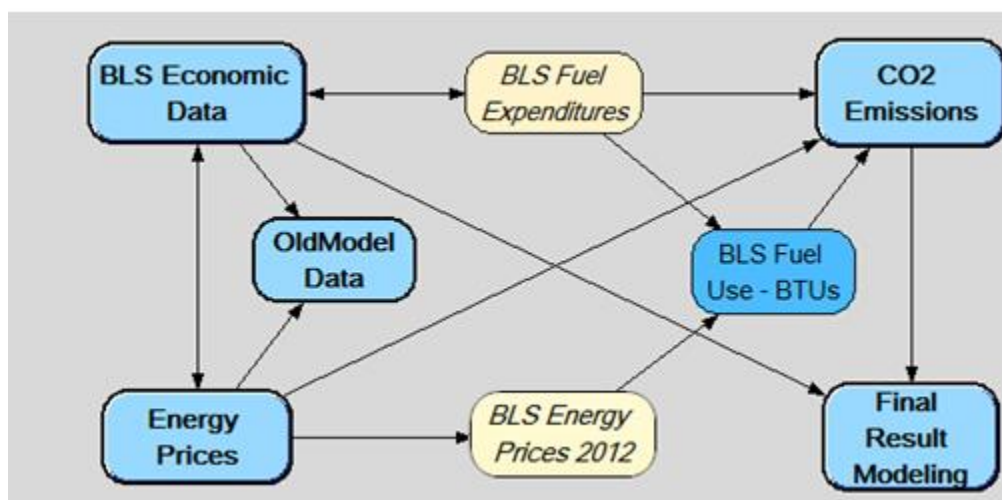 BLS Economic
Data
BLS Fuel
Expenditures
CO2
Emissions
OldModel
Data
BLS Fuel
Use - BTUs
Energy
Prices
BLS Energy
Prices 2012
Final
Result
Modeling